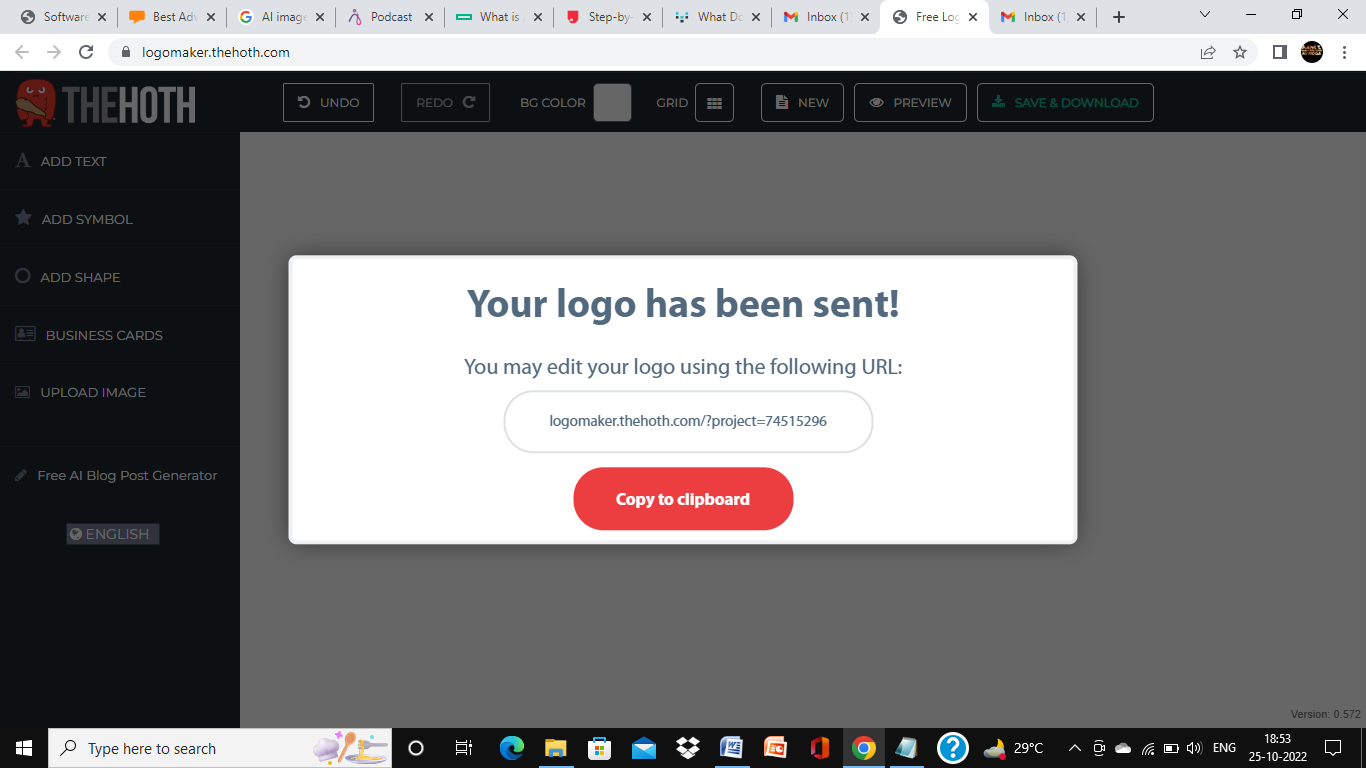 Software
Best Adv
AI image
Podcast
What is
Step-by-
What Do
Inbox (1
Free Log
Inbox (1
logomaker.thehoth.com
THEHOTH
UNDO
REDO
BG COLOR
GRID
NEW
PREVIEW
SAVE & DOWNLOAD
ADD TEXT
ADD SYMBOL
ADD SHAPE
BUSINESS CARDS
UPLOAD IMAGE
Free AI Blog Post Generator
ENGLISH
Your logo has been sent!
You may edit your logo using the following URL:
logomaker.thehoth.com/?project=74515296
Copy to clipboard
Version: 0.572
Type here to search
29°C
ENG
18:53
25-10-2022